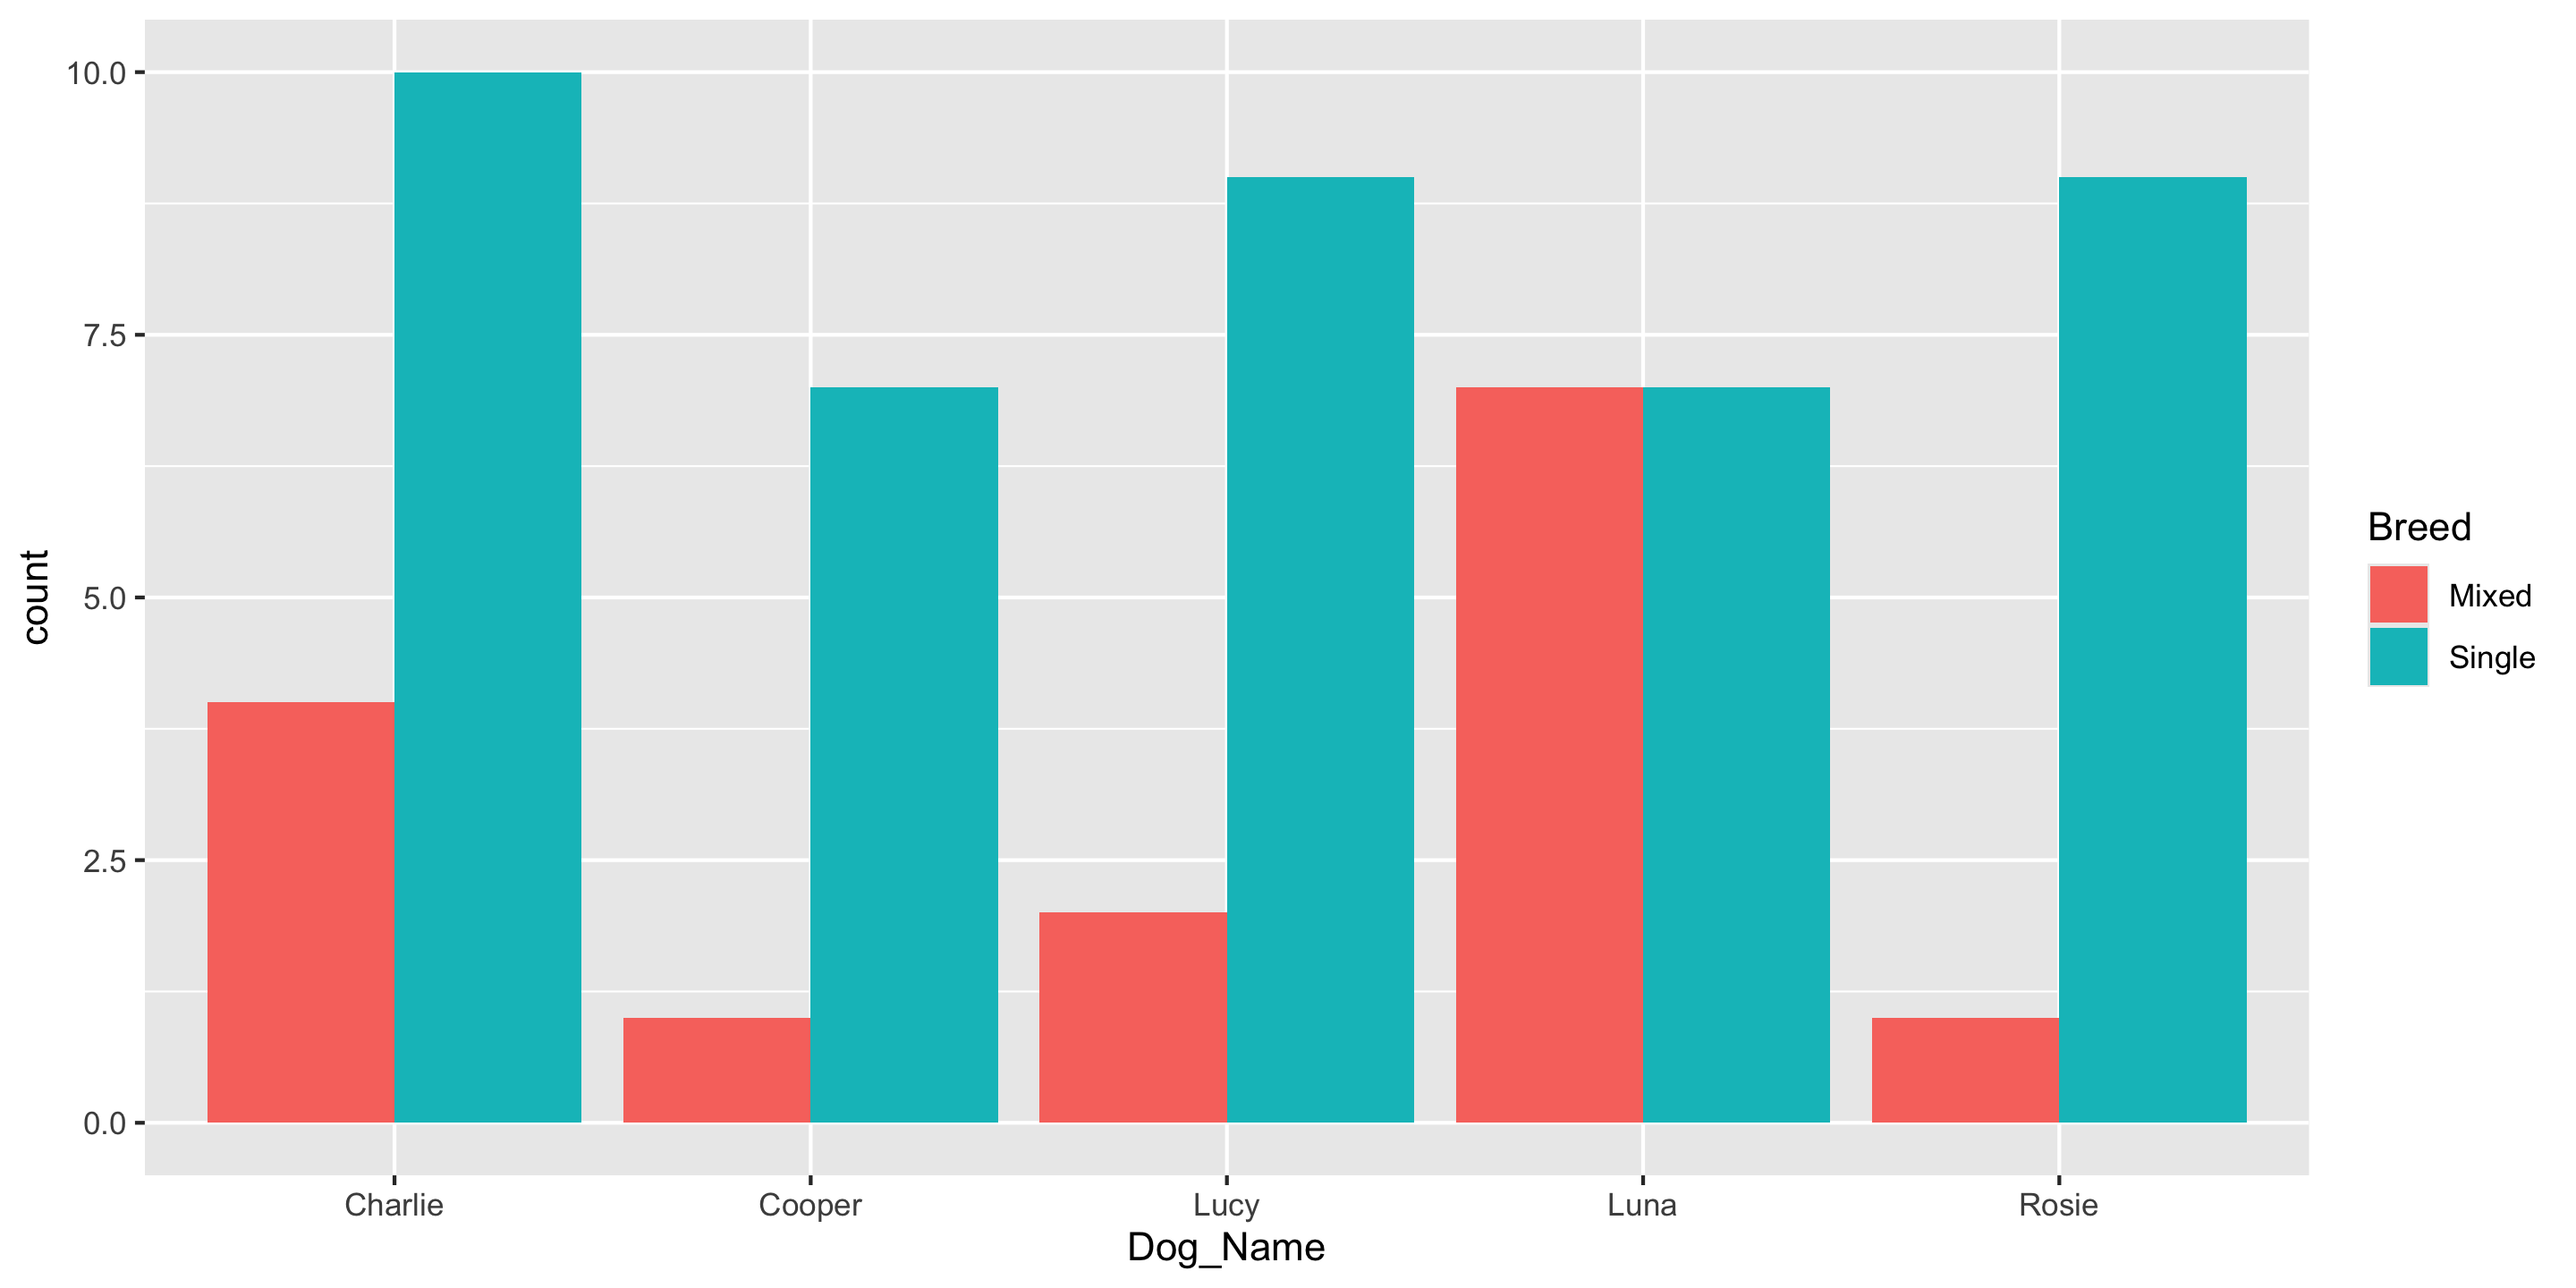 10.0
7.5
5.0
2.5
0.0
count
Charlie Cooper Lucy Luna Rosie
Dog_Name
Breed
Mixed
Single